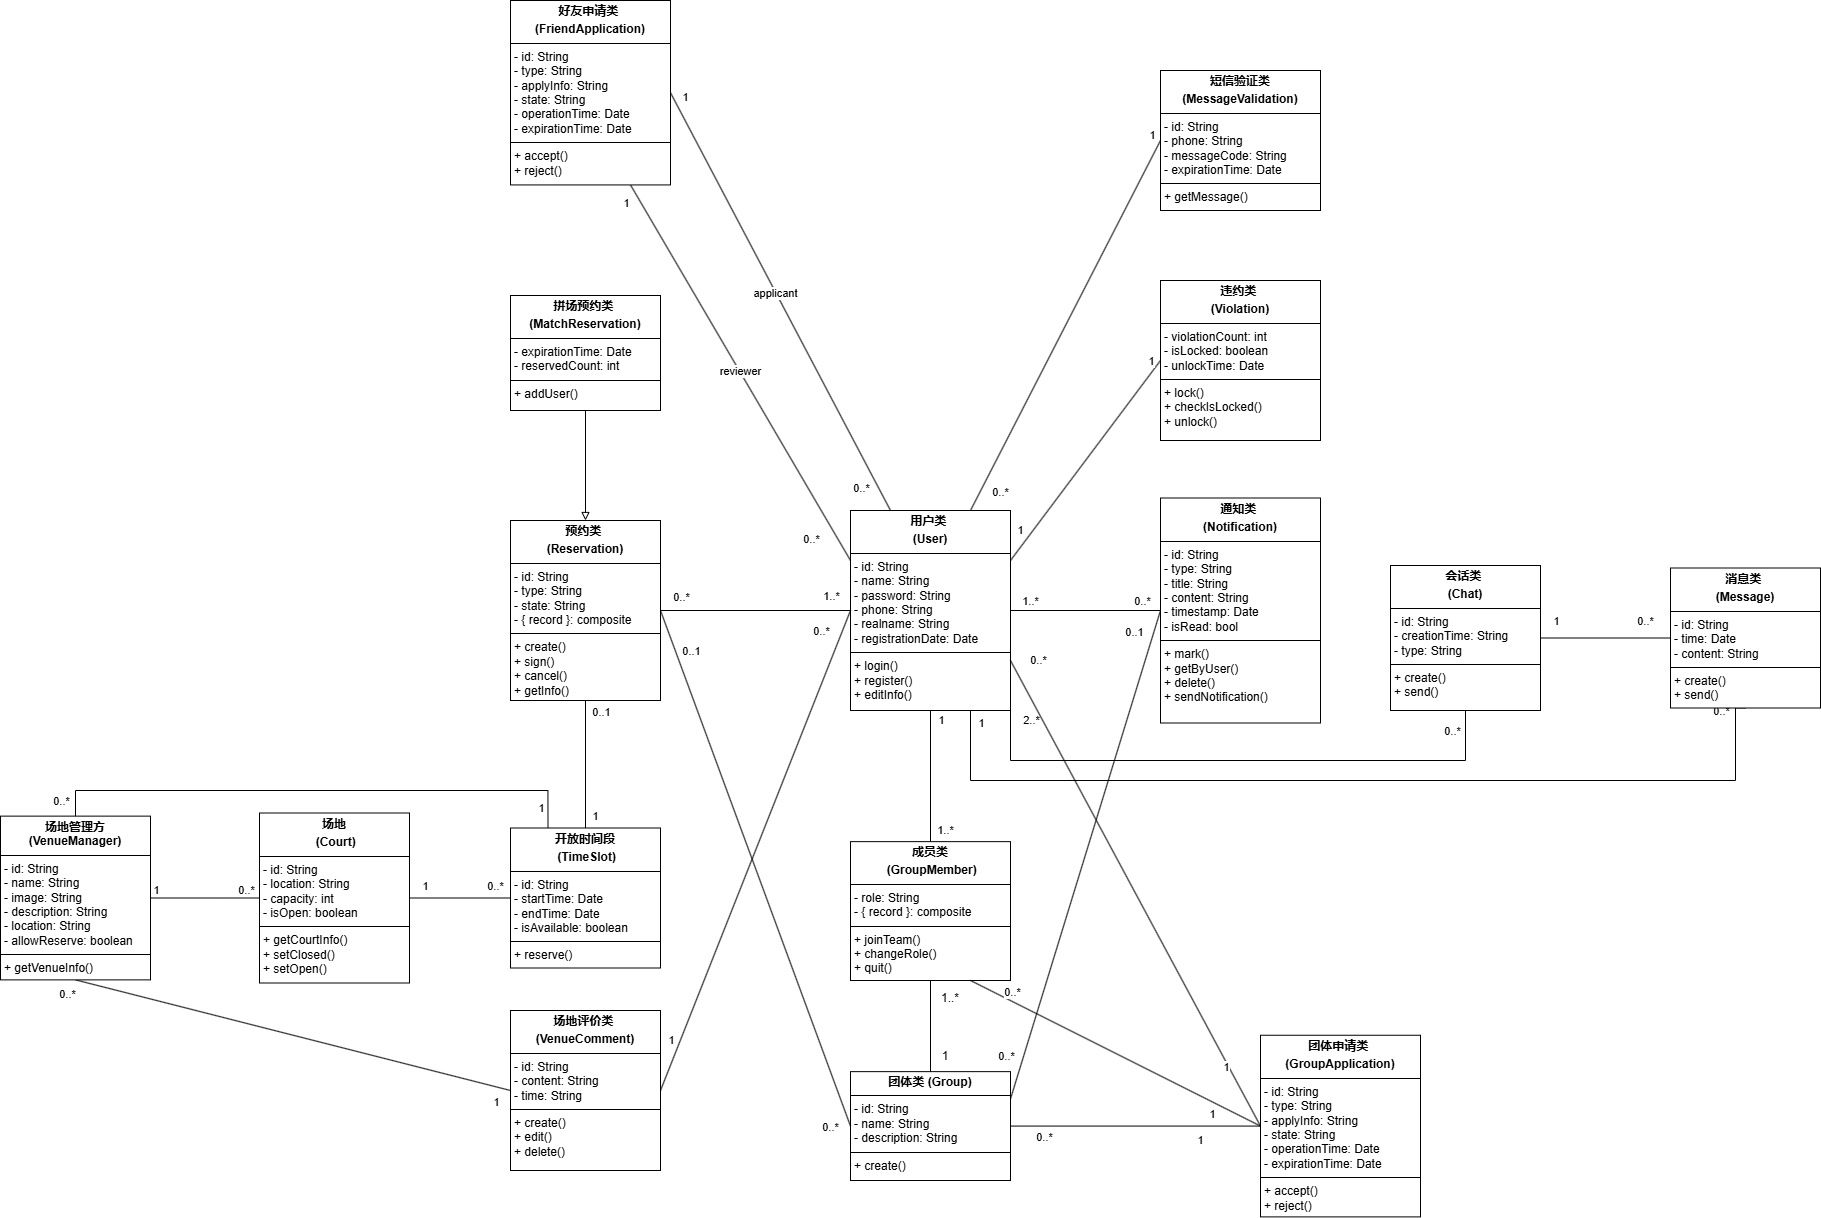 好友申请类
(FriendApplication)
- id: String
- type: String
- applyInfo: String
- state: String
- operationTime: Date
- expirationTime: Date
+ accept()
+ reject()
1
1
applicant
reviewer
0..*
0..*
短信验证类
(MessageValidation)
- id: String
- phone: String
- messageCode: String
- expirationTime: Date
+ getMessage()
1
0..*
违约类
(Violation)
- violationCount: int
- isLocked: boolean
- unlockTime: Date
+ lock()
+ checkIsLocked()
+ unlock()
1
1
拼场预约类
(MatchReservation)
- expirationTime: Date
- reservedCount: int
+ addUser()
预约类
(Reservation)
- id: String
- type: String
- state: String
- { record }: composite
+ create()
+ sign()
+ cancel()
+ getInfo()
0..*
1..*
0..*
0..1
0..1
1
用户类
(User)
- id: String
- name: String
- password: String
- phone: String
- realname: String
- registrationDate: Date
+ login()
+ register()
+ editInfo()
1..*
0..*
0..1
0..*
2..*
1
1
通知类
(Notification)
- id: String
- type: String
- title: String
- content: String
- timestamp: Date
- isRead: bool
+ mark()
+ getByUser()
+ delete()
+ sendNotification()
会话类
(Chat)
- id: String
- creationTime: String
- type: String
+ create()
+ send()
1
0..*
0..*
消息类
(Message)
- id: String
- time: Date
- content: String
+ create()
+ send()
0..*
场地管理方
(VenueManager)
- id: String
- name: String
- image: String
- description: String
- location: String
- allowReserve: boolean
+ getVenueInfo()
0..*
1
1
0..*
0..*
场地
(Court)
- id: String
- location: String
- capacity: int
- isOpen: boolean
+ getCourtInfo()
+ setClosed()
+ setOpen()
1
0..*
开放时间段
(TimeSlot)
- id: String
- startTime: Date
- endTime: Date
- isAvailable: boolean
+ reserve()
成员类
(GroupMember)
- role: String
- { record }: composite
+ joinTeam()
+ changeRole()
+ quit()
1..*
0..*
1..*
1
0..*
场地评价类
(VenueComment)
- id: String
- content: String
- time: String
+ create()
+ edit()
+ delete()
1
1
团体类 (Group)
- id: String
- name: String
- description: String
+ create()
0..*
0..*
1
1
1
团体申请类
(GroupApplication)
- id: String
- type: String
- applyInfo: String
- state: String
- operationTime: Date
- expirationTime: Date
+ accept()
+ reject()